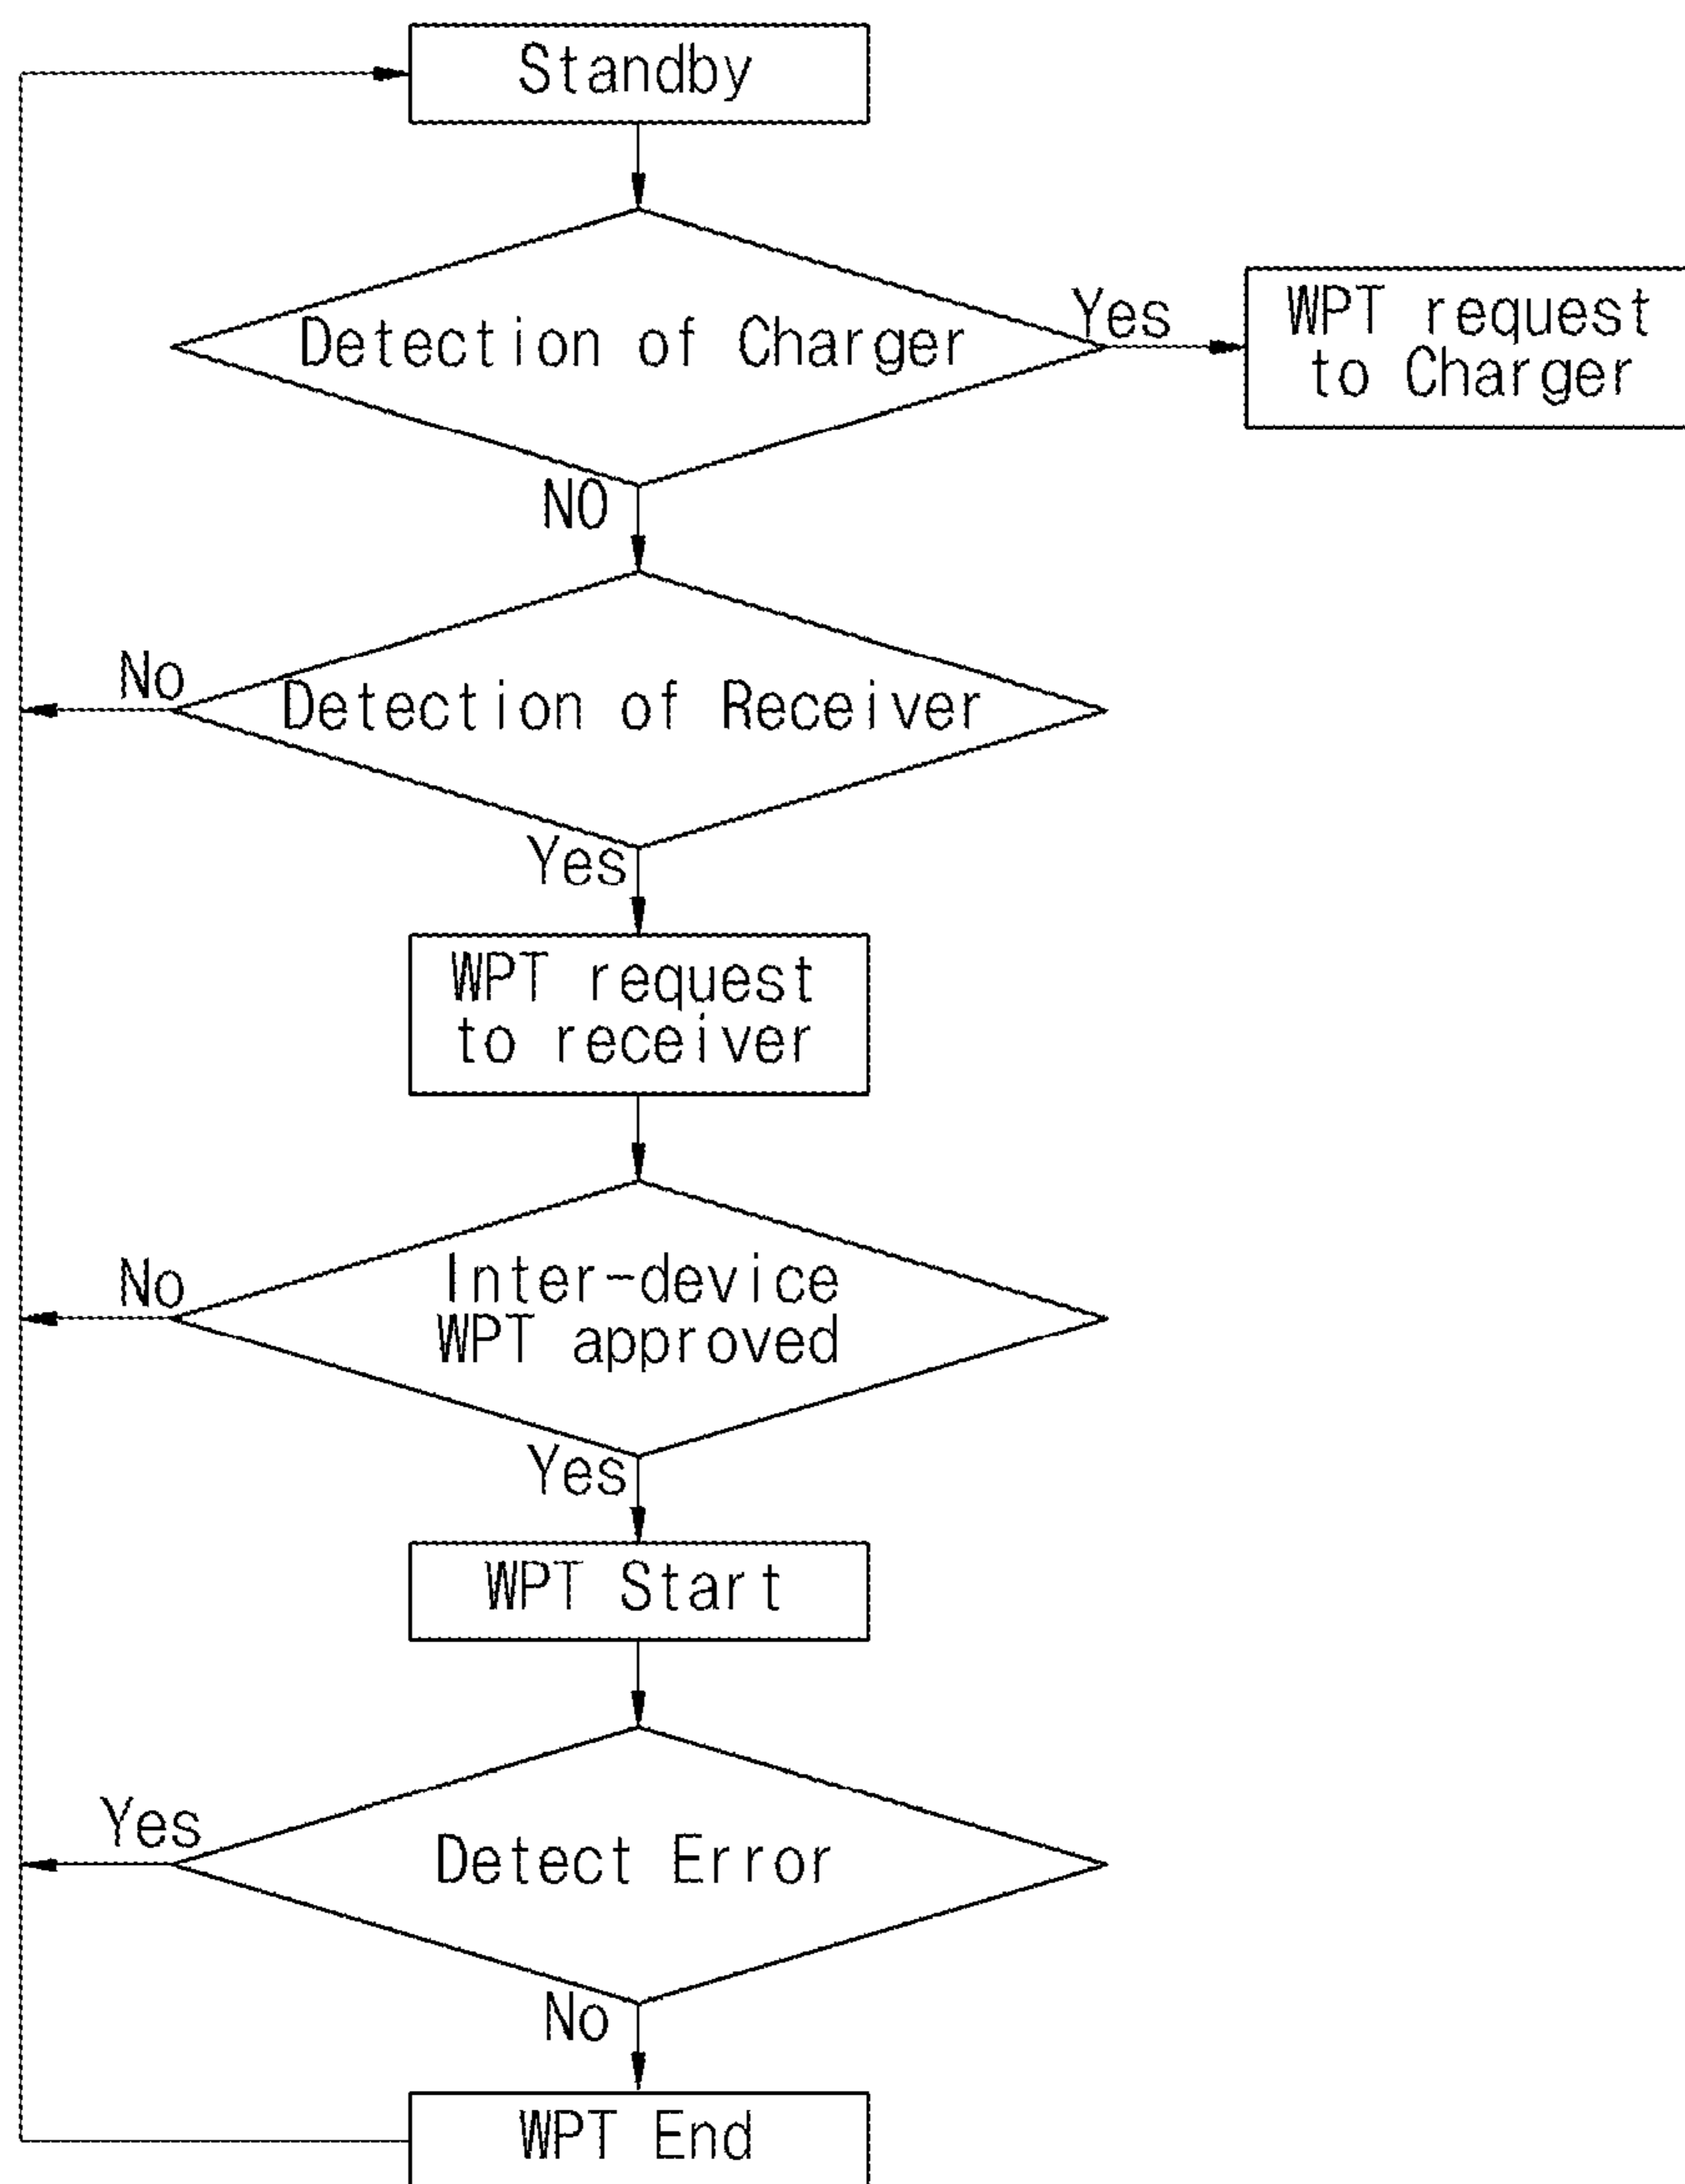 Standby
Detection of Charger
Yes
WPT request
to Charger
NO
Detection of Receiver
No
Yes
WPT request
to receiver
Inter-device
WPT approved
No
Yes
WPT Start
Detect Error
Yes
No
WPT End